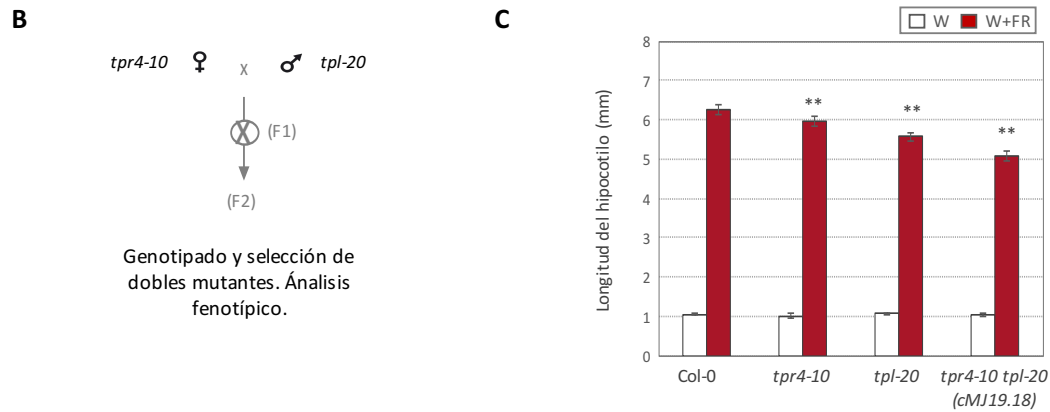 B
tpr4-10 ♀ x ♂ tpl-20
X (F1)
(F2)
Genotipado y selección de
dobles mutantes. Ánalisis
fenotípico.
C
W W+FR
Longitud del hipocotilo (mm)
8
7
6
5
4
3
2
1
0
** ** **
Col-0 tpr4-10 tpl-20 tpr4-10 tpl-20
(cMJ19.18)